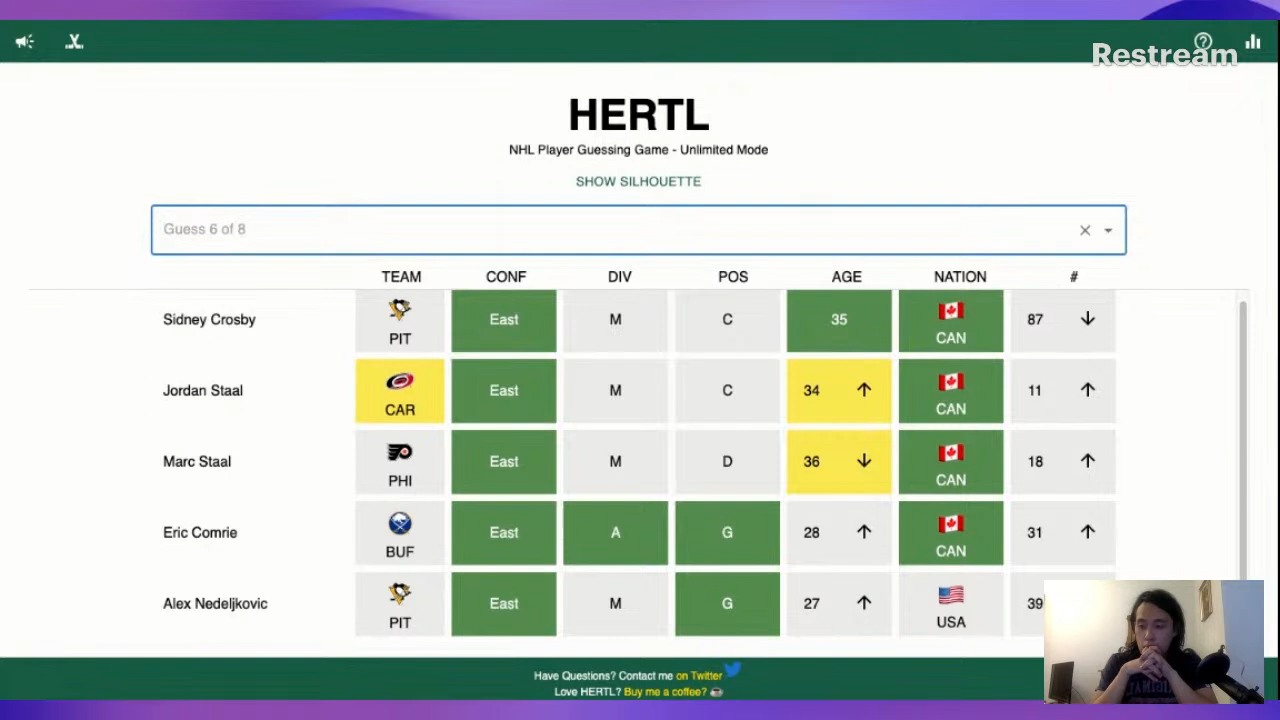 Restream
HERTL
NHL Player Guessing Game - Unlimited Mode
SHOW SILHOUETTE
Guess 6 of 8
TEAM CONF DIV POS AGE NATION #
Sidney Crosby PIT East M C 35 CAN 87 ↓
Jordan Staal CAR East M C 34 ↑ CAN 11 ↑
Marc Staal PHI East M D 36 ↓ CAN 18 ↑
Eric Comrie BUF East A G 28 ↑ CAN 31 ↑
Alex Nedeljkovic PIT East M G 27 ↑ USA 39
Have Questions? Contact me on Twitter
Love HERTL? Buy me a coffee?